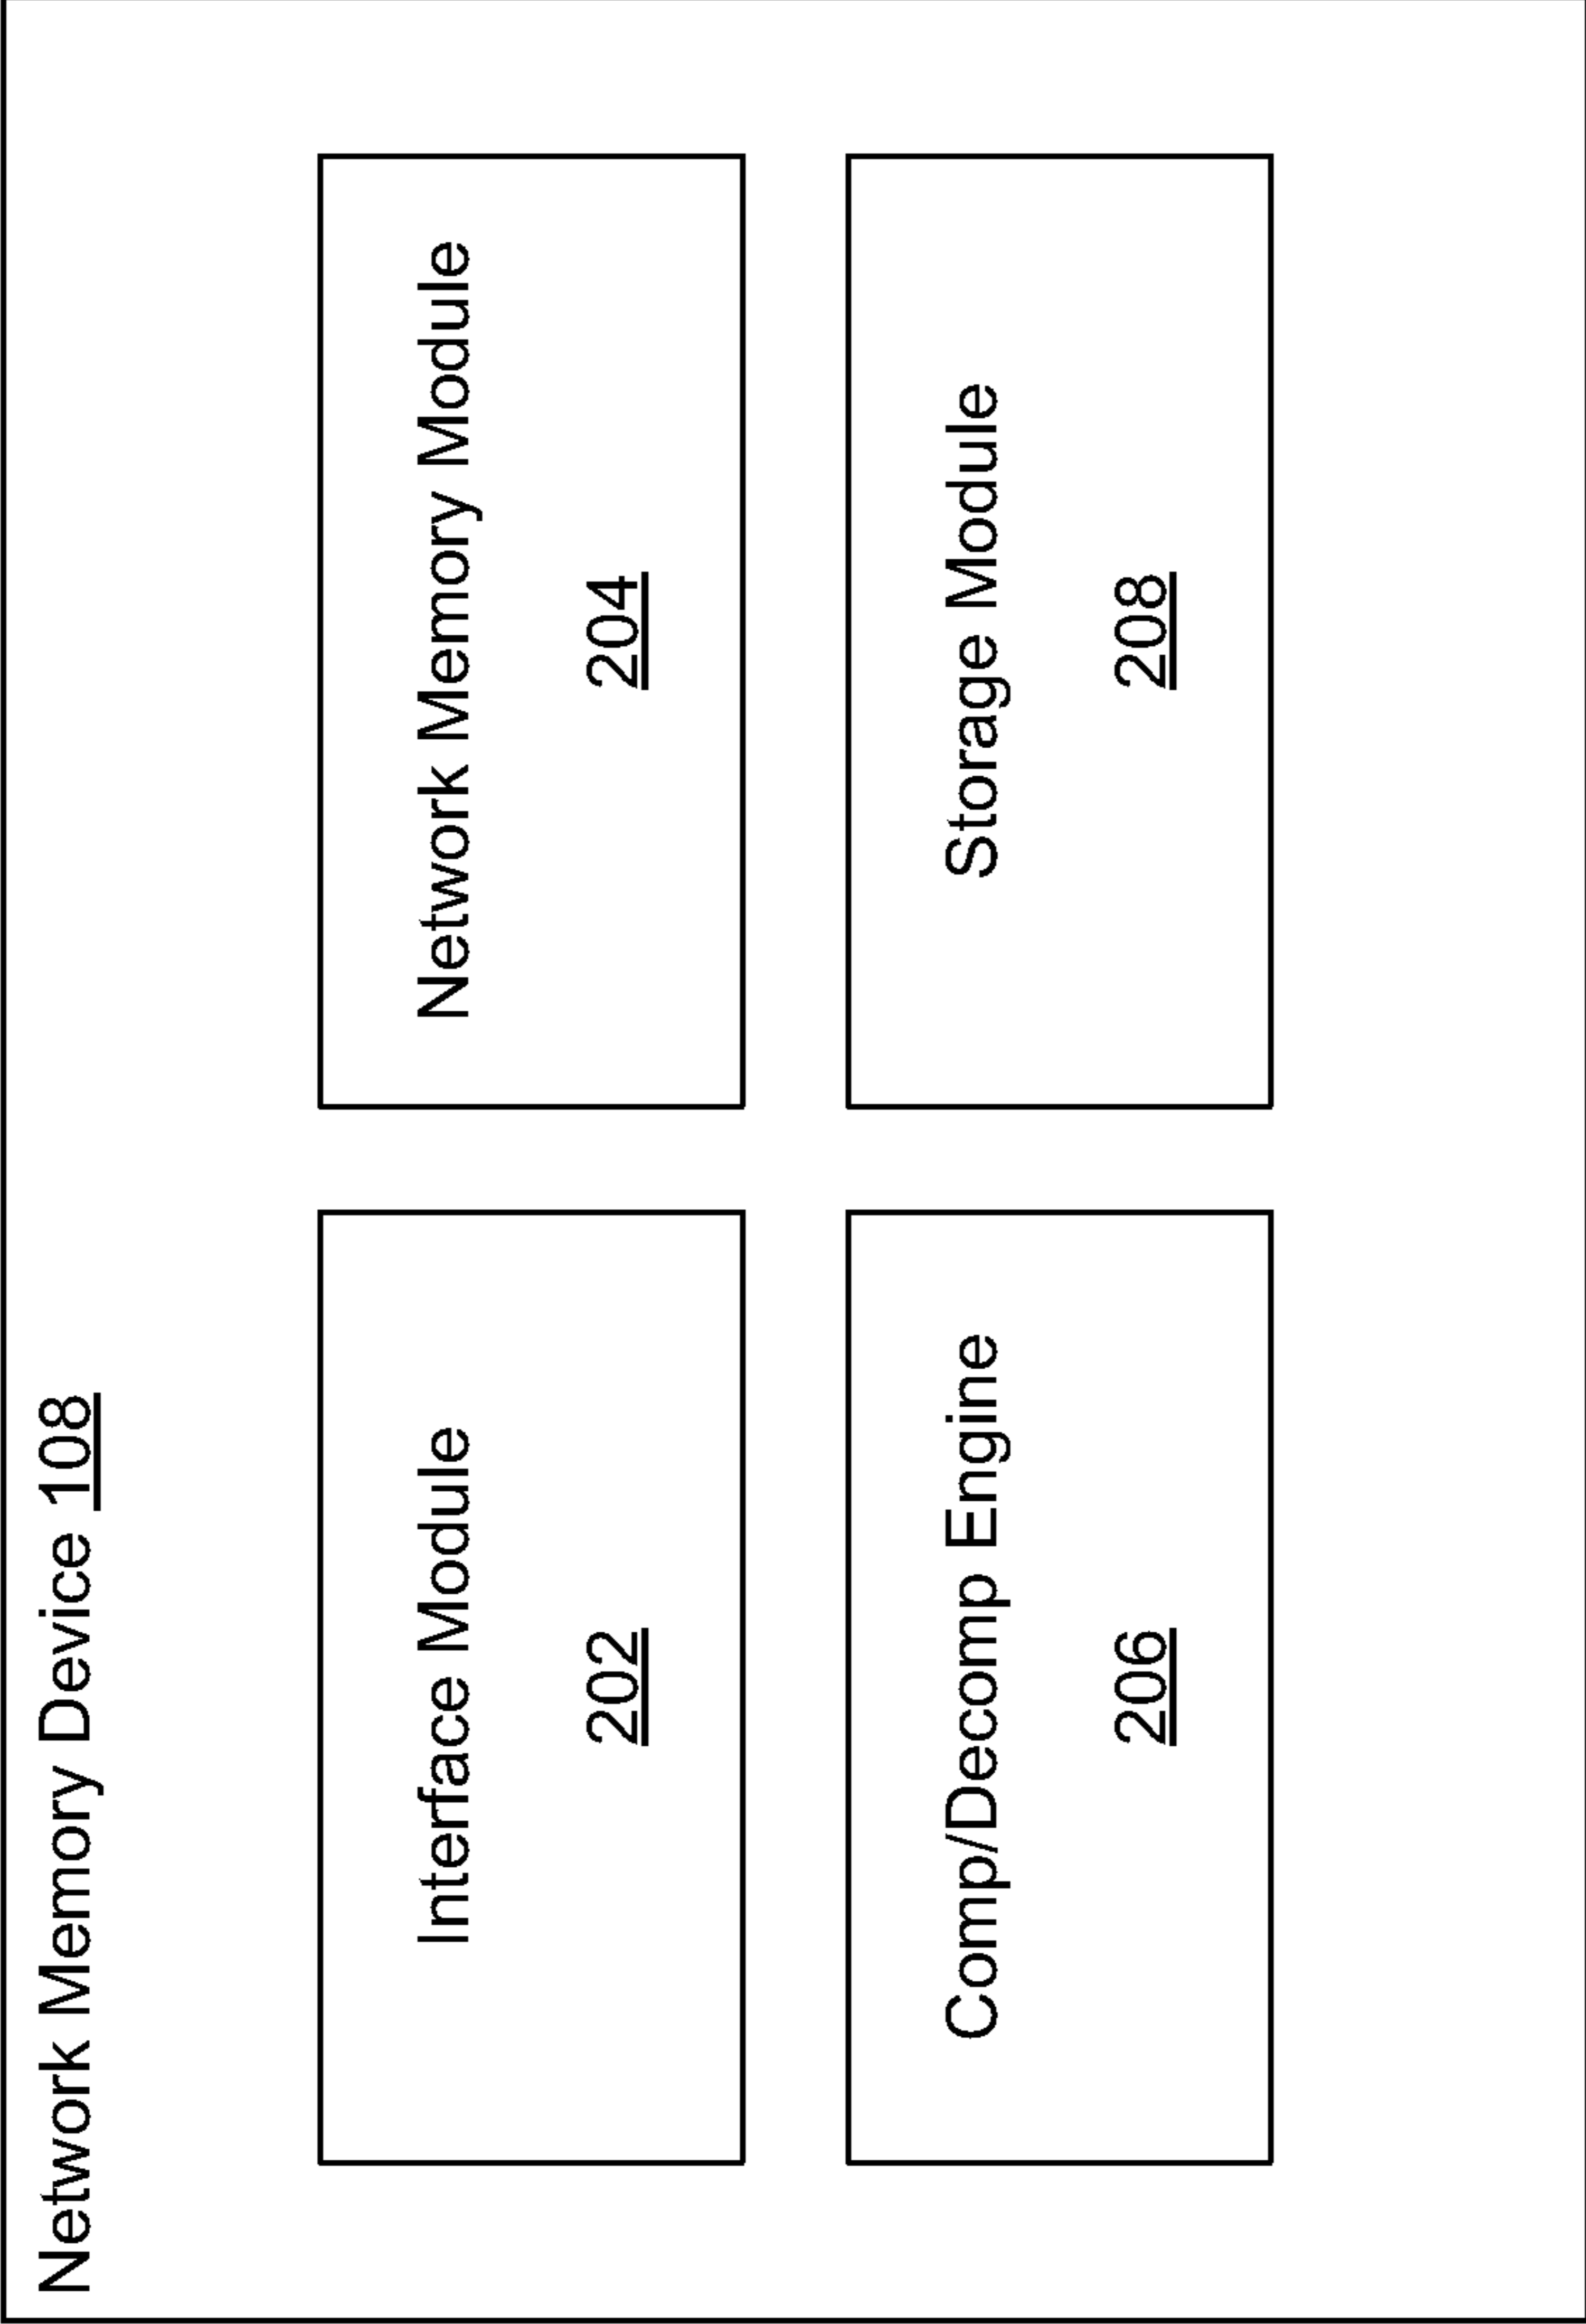 Network Memory Device 108
Interface Module
202
Network Memory Module
204
Comp/Decomp Engine
206
Storage Module
208